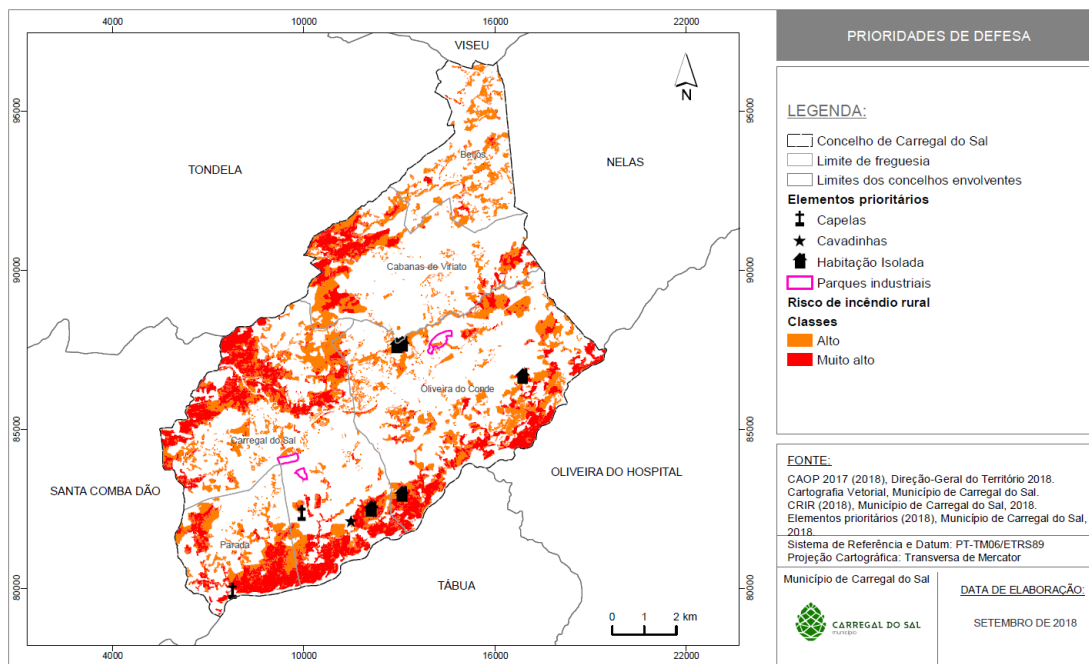 4000
10000
16000
22000
VISEU
N
96000
96000
Beijós
TONDELA
NELAS
90000
90000
Cabanas de Viriato
Oliveira do Conde
85000
85000
Carregal do Sal
OLIVEIRA DO HOSPITAL
SANTA COMBA DÃO
Parada
80000
80000
TÁBUA
0 1 2 km
4000
10000
16000
22000
PRIORIDADES DE DEFESA
LEGENDA:
Concelho de Carregal do Sal
Limite de freguesia
Limites dos concelhos envolventes
Elementos prioritários
Capelas
Cavadinhas
Habitação Isolada
Parques industriais
Risco de incêndio rural
Classes
Alto
Muito alto
FONTE:
CAOP 2017 (2018), Direção-Geral do Território 2018.
Cartografia Vetorial, Município de Carregal do Sal.
CRIR (2018), Município de Carregal do Sal, 2018.
Elementos prioritários (2018), Município de Carregal do Sal,
2018.
Sistema de Referência e Datum: PT-TM06/ETRS89
Projeção Cartográfica: Transversa de Mercator
Município de Carregal do Sal
CARREGAL DO SAL
município
DATA DE ELABORAÇÃO:
SETEMBRO DE 2018